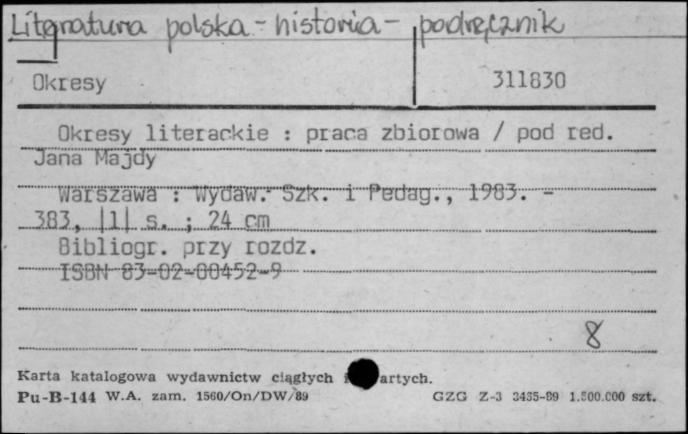 Literatura polska - historia - podręcznik
Okresy 311830
Okresy literackie : praca zbiorowa / pod red.
Jana Majdy
Warszawa : Wydaw. Szk. i Pedag., 1983. -
383, |1| s. ; 24 cm
Bibliogr. przy rozdz.
ISBN 83-02-00452-9
8
Karta katalogowa wydawnictw ciągłych artych.
Pu-B-144 W.A. zam. 1560/On/DW/89 GZG Z-3 3435-89 1.500.000 szt.